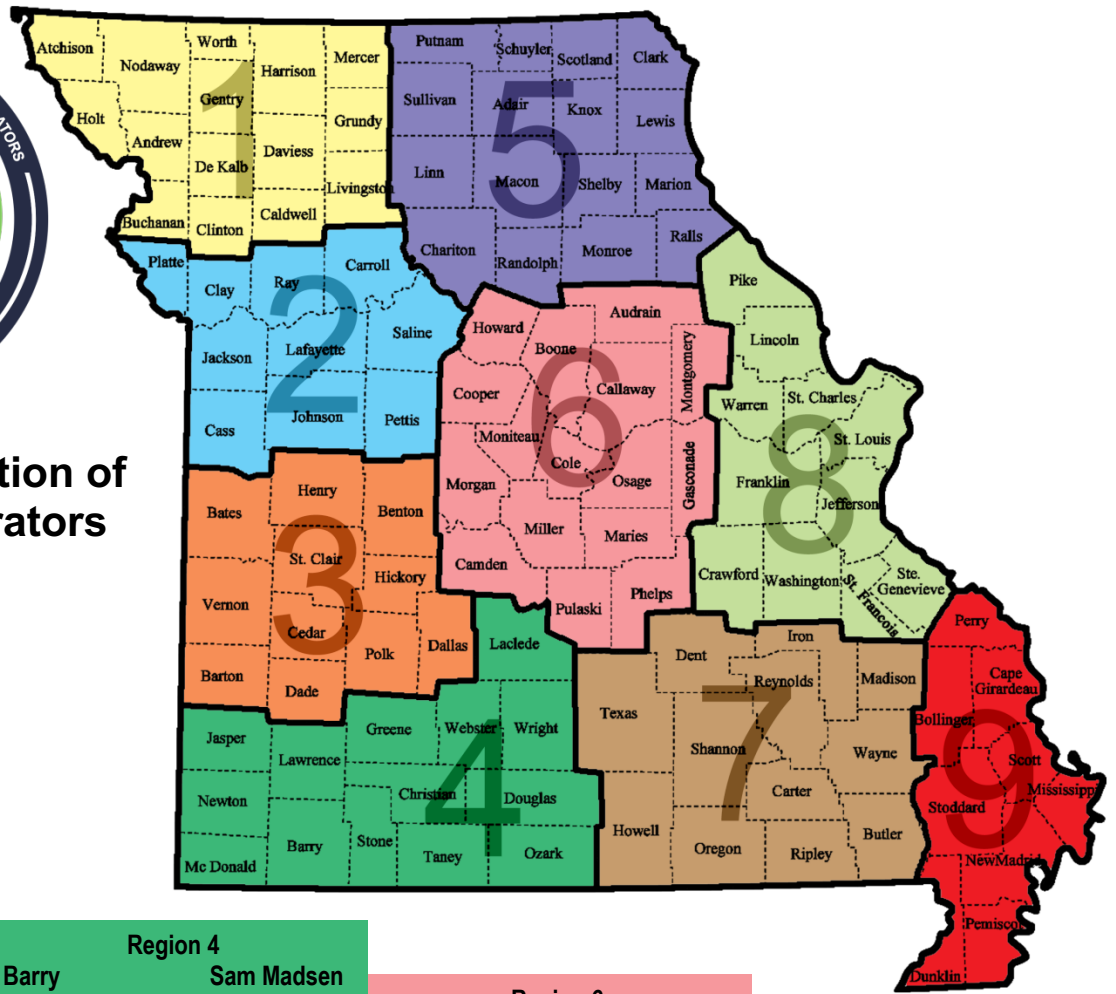 ATORS
tion of
rators
1
Atchison
Nodaway
Worth
Gentry
Harrison
Mercer
Holt
Andrew
De Kalb
Daviess
Grundy
Livingston
Buchanan
Clinton
Caldwell
5
Putnam
Schuyler
Scotland
Clark
Sullivan
Adair
Knox
Lewis
Linn
Macon
Shelby
Marion
Chariton
Randolph
Monroe
Ralls
2
Platte
Clay
Ray
Carroll
Jackson
Lafayette
Saline
Cass
Johnson
Pettis
6
Howard
Boone
Audrain
Montgomery
Cooper
Callaway
Moniteau
Cole
Osage
Gasconade
Morgan
Miller
Maries
Camden
Pulaski
Phelps
8
Pike
Lincoln
Warren
St. Charles
St. Louis
Franklin
Jefferson
Crawford
Washington
St. Francois
Ste.
Genevieve
3
Bates
Henry
Benton
St. Clair
Hickory
Vernon
Cedar
Polk
Dallas
Barton
Dade
4
Laclede
Jasper
Lawrence
Greene
Webster
Wright
Newton
Christian
Douglas
Mc Donald
Barry
Stone
Taney
Ozark
7
Dent
Iron
Reynolds
Madison
Texas
Shannon
Wayne
Carter
Howell
Oregon
Ripley
Butler
9
Perry
Cape
Girardeau
Bollinger
Scott
Mississippi
Stoddard
NewMadrid
Pemiscot
Dunklin
Region 4
Barry Sam Madsen